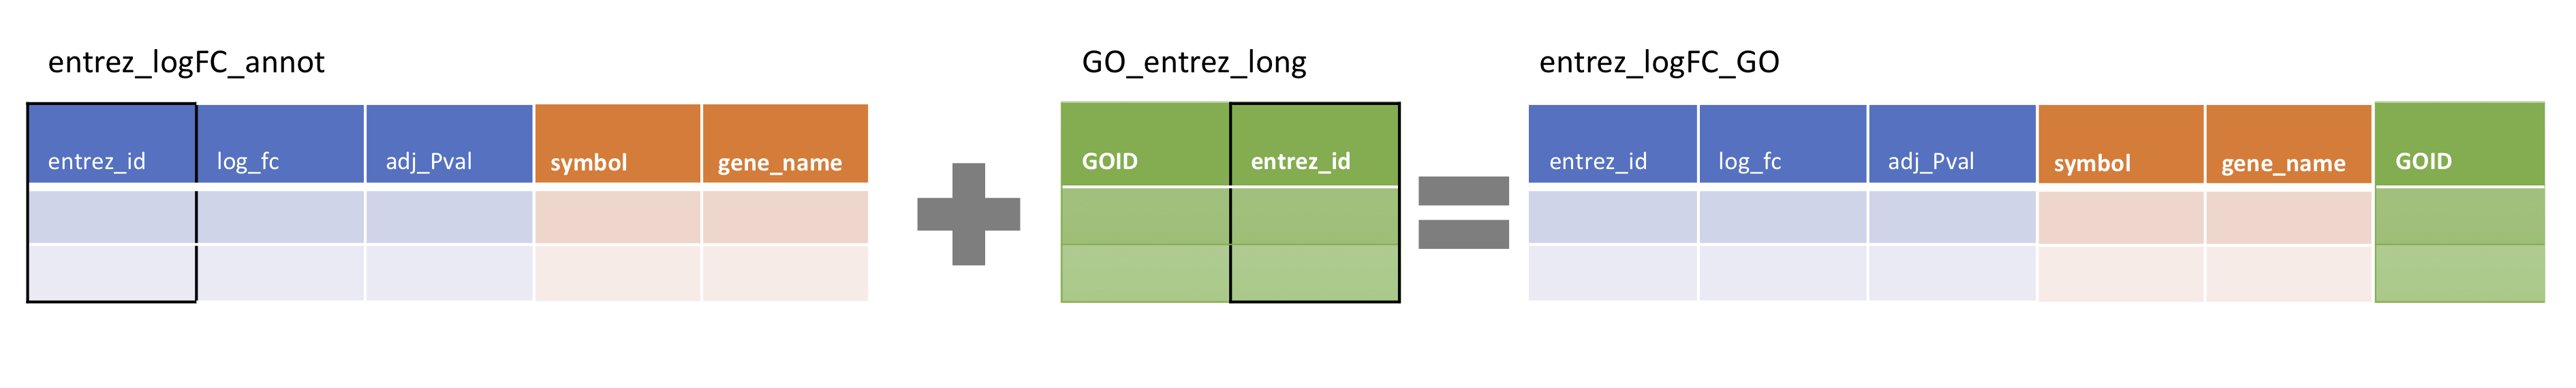 entrez_logFC_annot GO_entrez_long entrez_logFC_GO
entrez_id log_fc adj_Pval symbol gene_name GOID entrez_id entrez_id log_fc adj_Pval symbol gene_name GOID